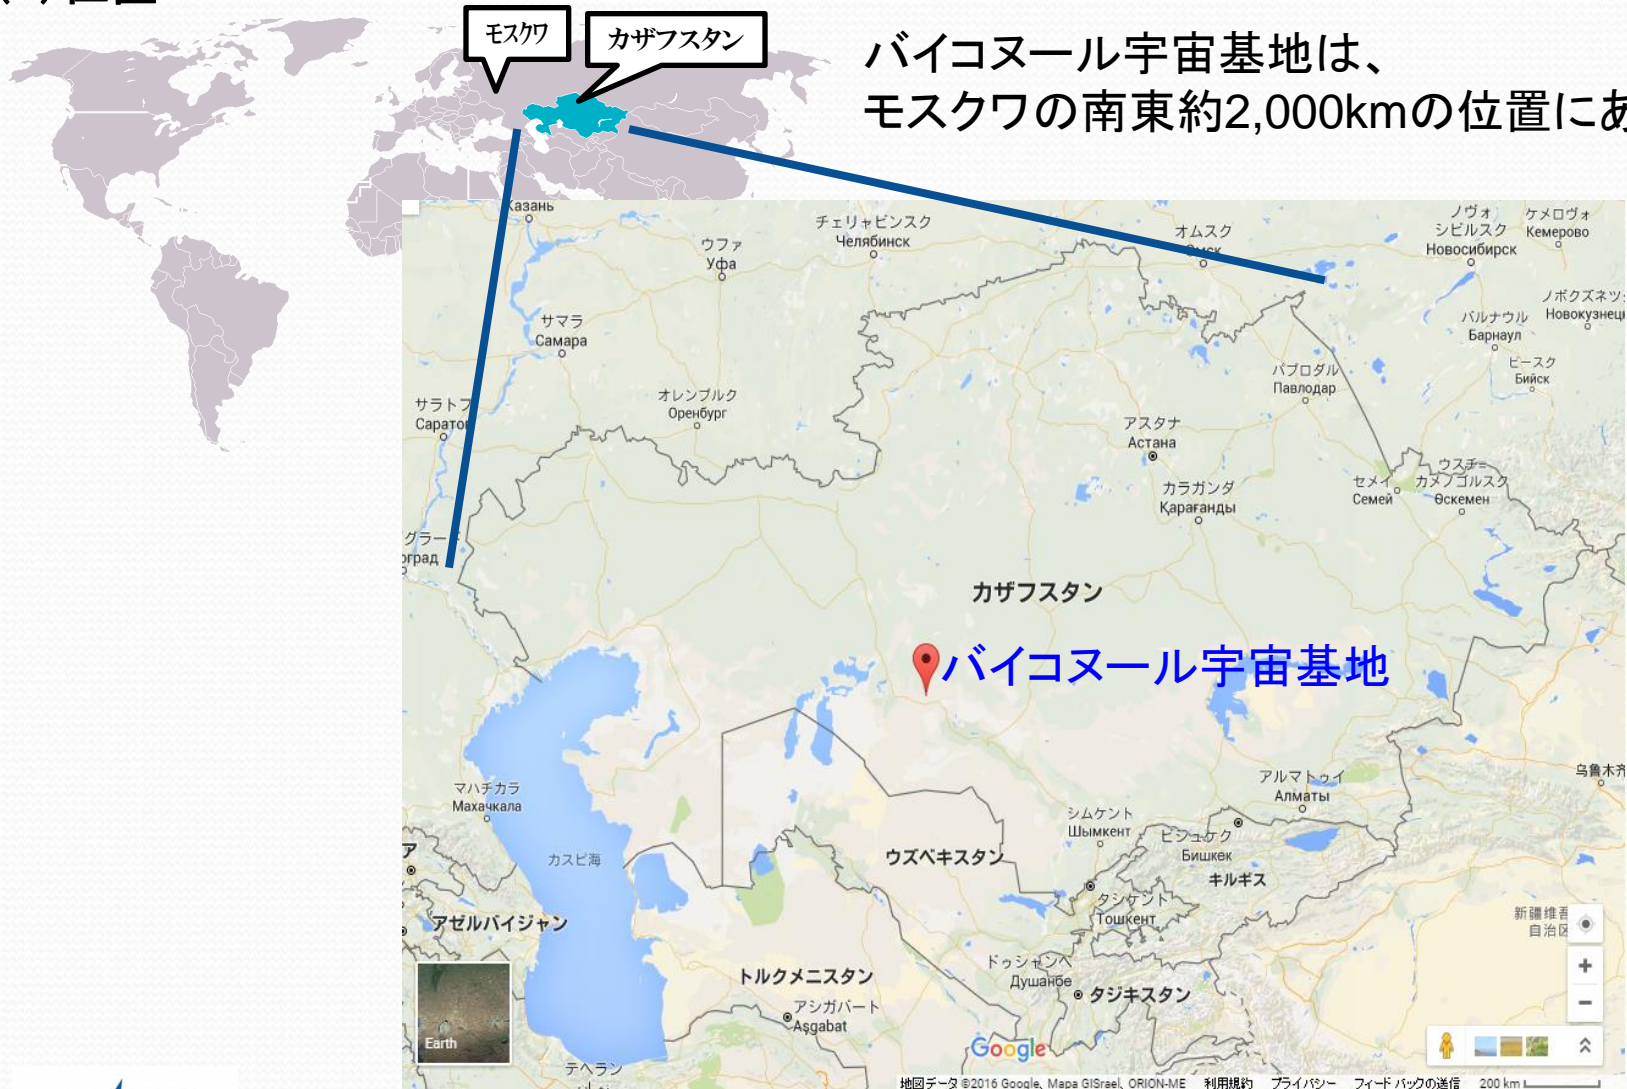 モスクワ
カザフスタン
バイコヌール宇宙基地は、
モスクワの南東約2,000kmの位置にあ
Казань
チェリャビンスク
Челябинск
ウファ
Уфа
オムスク
Омск
ノヴォ
シビルスク
Новосибирск
ケメロヴォ
Кемерово
ノボクズネツ
Новокузнецк
バルナウル
Барнаул
ビースク
Бийск
サマラ
Самара
オレンブルク
Оренбург
サラトフ
Саратов
パブロダル
Павлодар
アスタナ
Астана
カラガンダ
Қарағанды
セメイ
Семей
ウスチ=
カメノゴルスク
Өскемен
グラード
оград
カザフスタン
バイコヌール宇宙基地
マハチカラ
Махачкала
カスピ海
アルマトゥイ
Алматы
乌鲁木齐
シムケント
Шымкент
ビシュケク
Бишкек
ウズベキスタン
キルギス
タシケント
Тошкент
新疆维吾
自治区
ア
アゼルバイジャン
ドゥシャンベ
Душанбе
トルクメニスタン
タジキスタン
アシガバート
Aşgabat
Earth
テヘラン
Google
地図データ ©2016 Google、Mapa GISrael、ORION-ME 利用規約 プライバシー フィードバックの送信 200 km